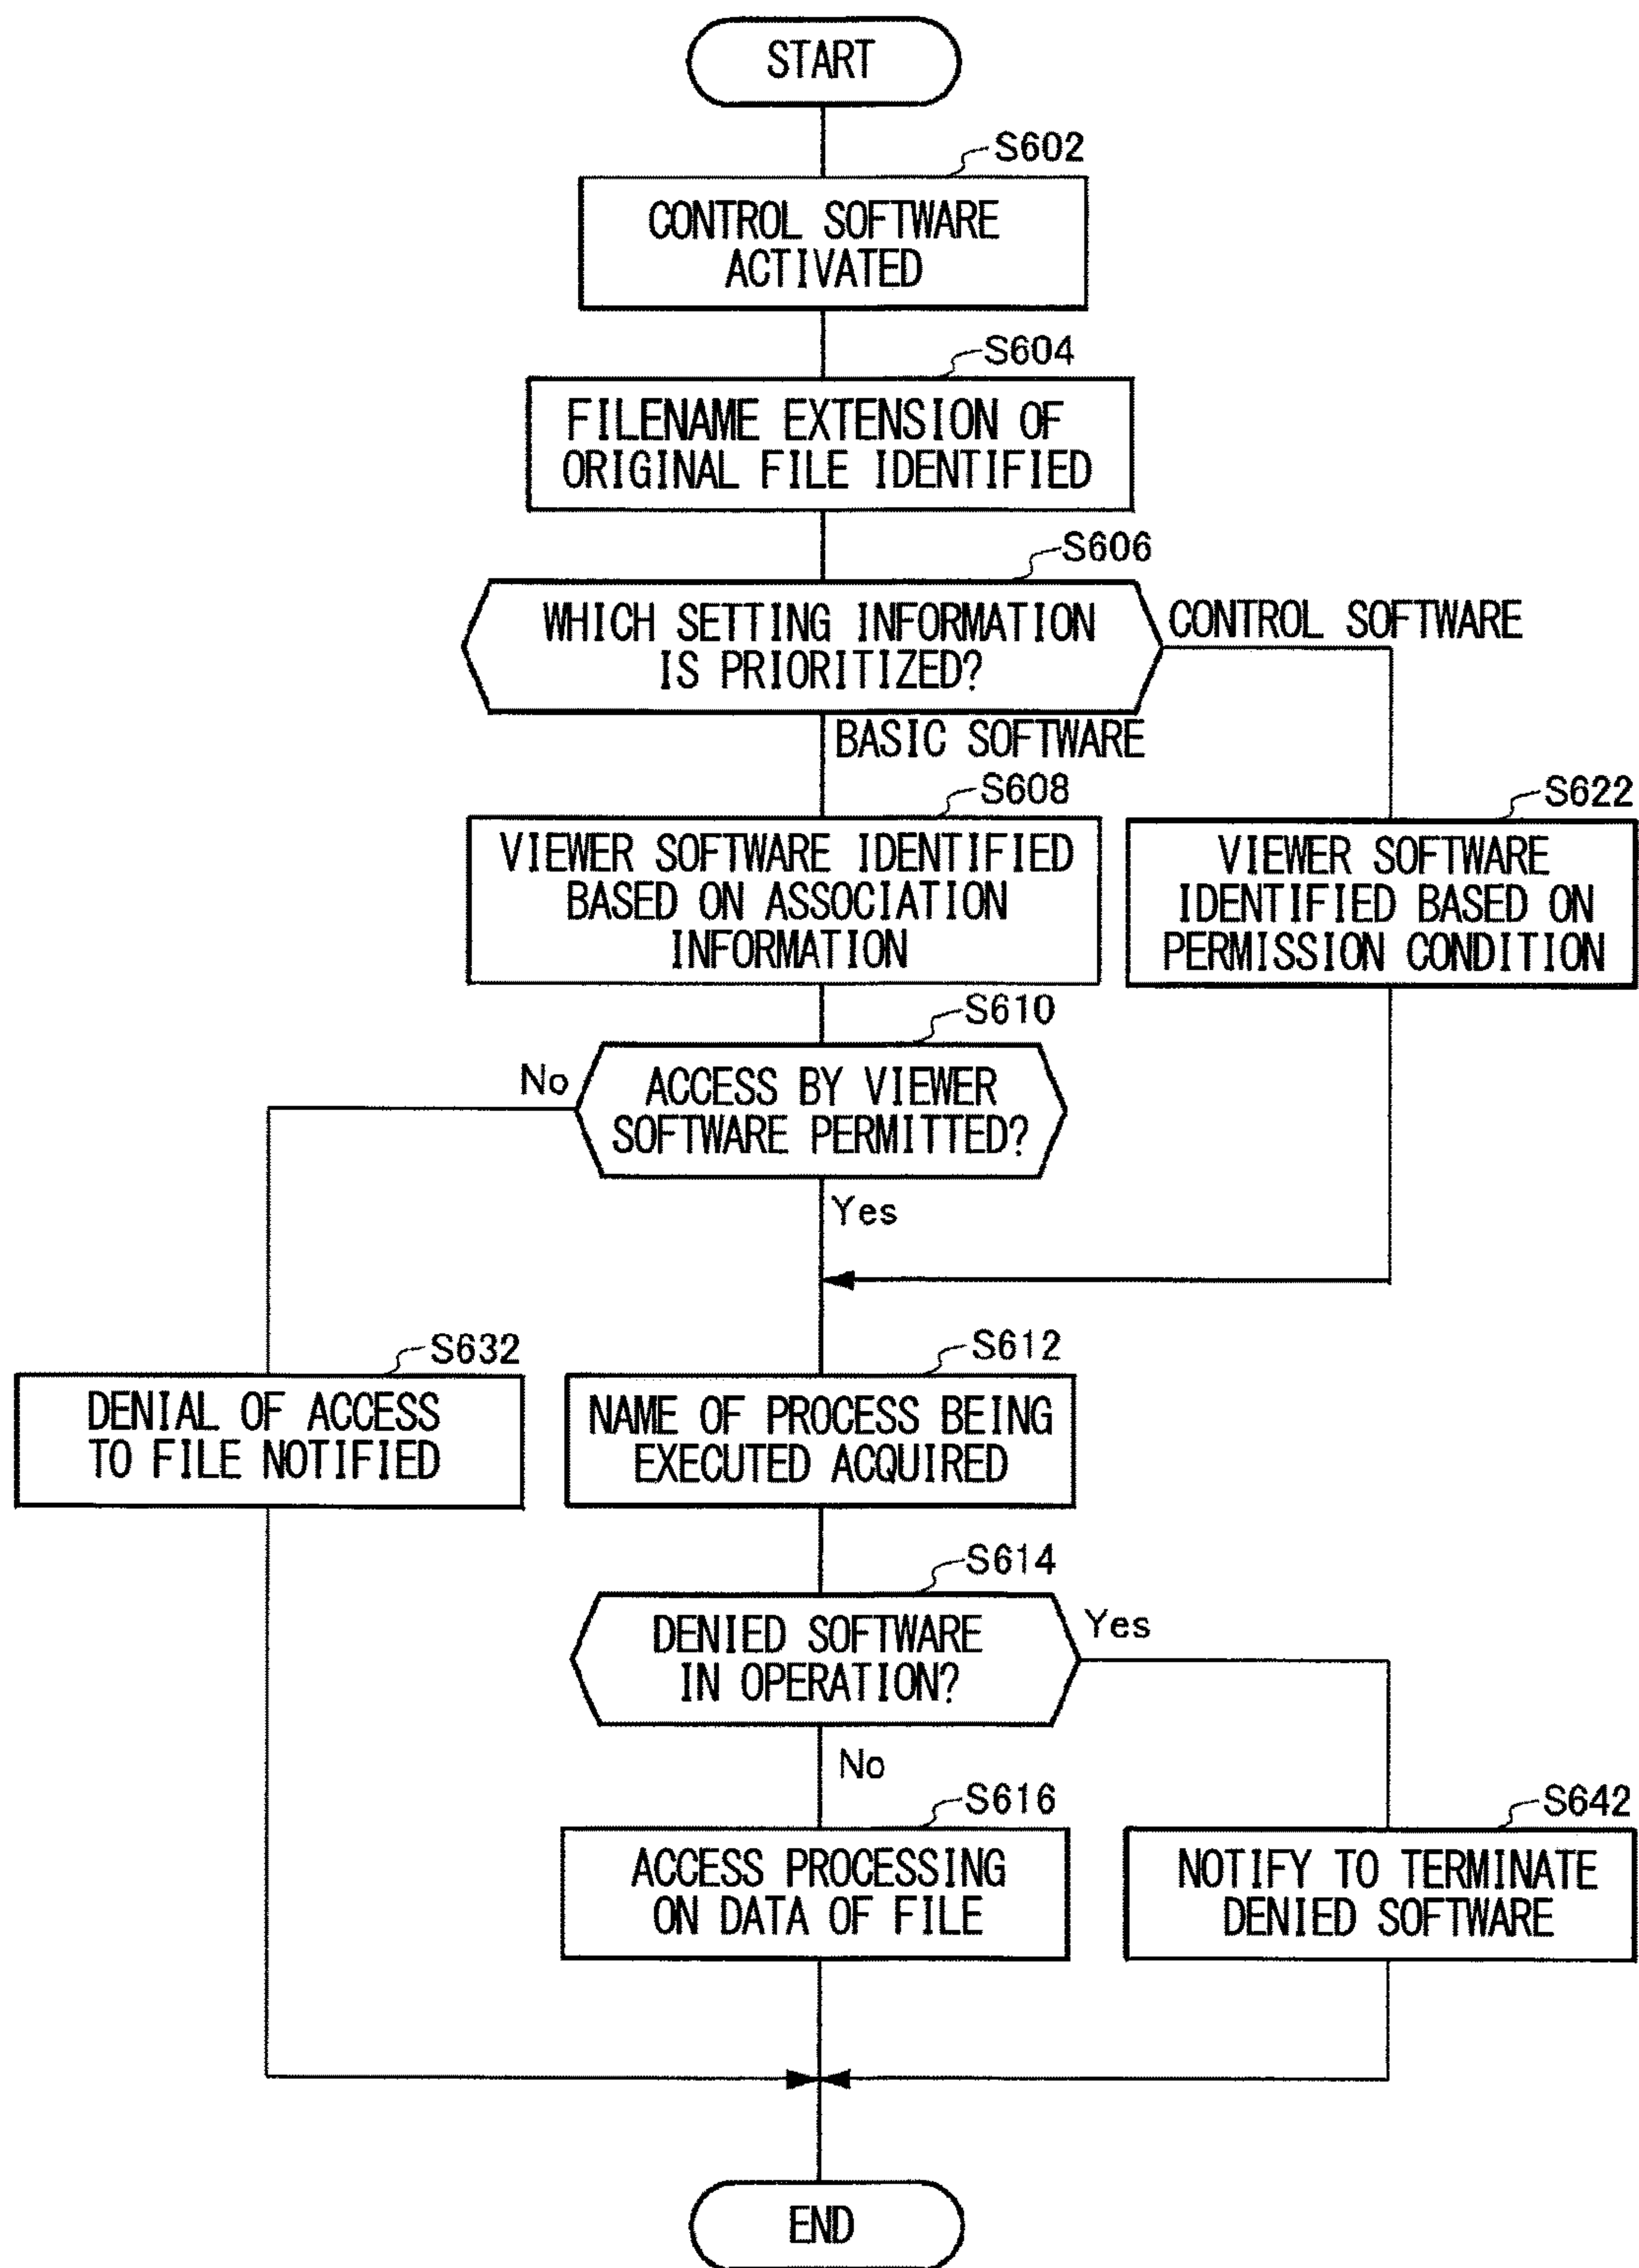 START
S602
CONTROL SOFTWARE
ACTIVATED
S604
FILENAME EXTENSION OF
ORIGINAL FILE IDENTIFIED
S606
WHICH SETTING INFORMATION
IS PRIORITIZED?
CONTROL SOFTWARE
BASIC SOFTWARE
S608
VIEWER SOFTWARE IDENTIFIED
BASED ON ASSOCIATION
INFORMATION
S622
VIEWER SOFTWARE
IDENTIFIED BASED ON
PERMISSION CONDITION
S610
No
ACCESS BY VIEWER
SOFTWARE PERMITTED?
Yes
S632
DENIAL OF ACCESS
TO FILE NOTIFIED
S612
NAME OF PROCESS BEING
EXECUTED ACQUIRED
S614
DENIED SOFTWARE
IN OPERATION?
Yes
No
S616
ACCESS PROCESSING
ON DATA OF FILE
S642
NOTIFY TO TERMINATE
DENIED SOFTWARE
END